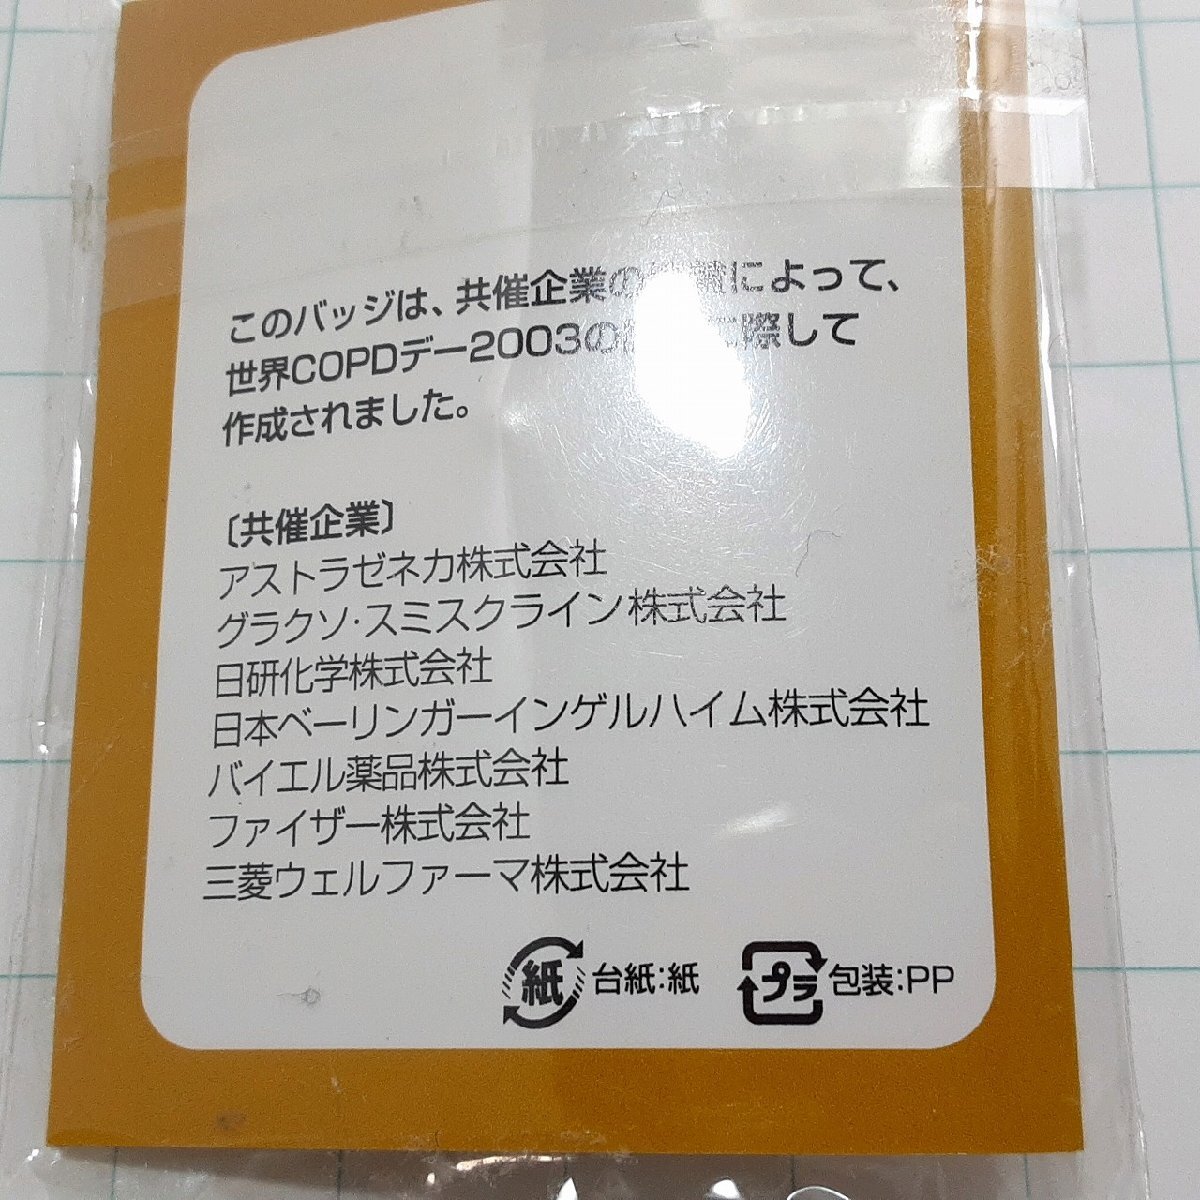 このバッジは、共催企業の によって、
世界COPDデー2003の 際して
作成されました。
〔共催企業〕
アストラゼネカ株式会社
グラクソ・スミスクライン株式会社
日研化学株式会社
日本ベーリンガーインゲルハイム株式会社
バイエル薬品株式会社
ファイザー株式会社
三菱ウェルファーマ株式会社
紙 台紙:紙 プラ 包装:PP